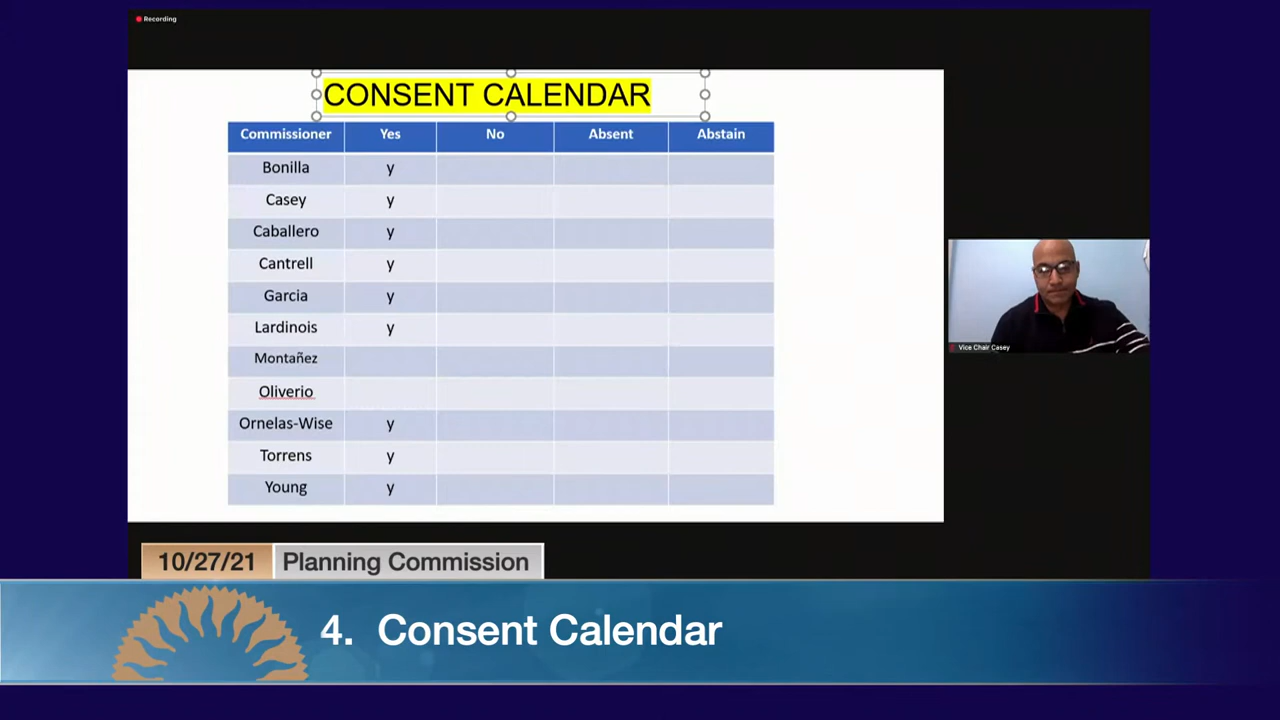 Recording
CONSENT CALENDAR
Commissioner Yes No Absent Abstain
Bonilla y
Casey y
Caballero y
Cantrell y
Garcia y
Lardinois y
Montañez
Oliverio
Ornelas-Wise y
Torrens y
Young y
Vice Chair Casey
10/27/21 Planning Commission
4. Consent Calendar